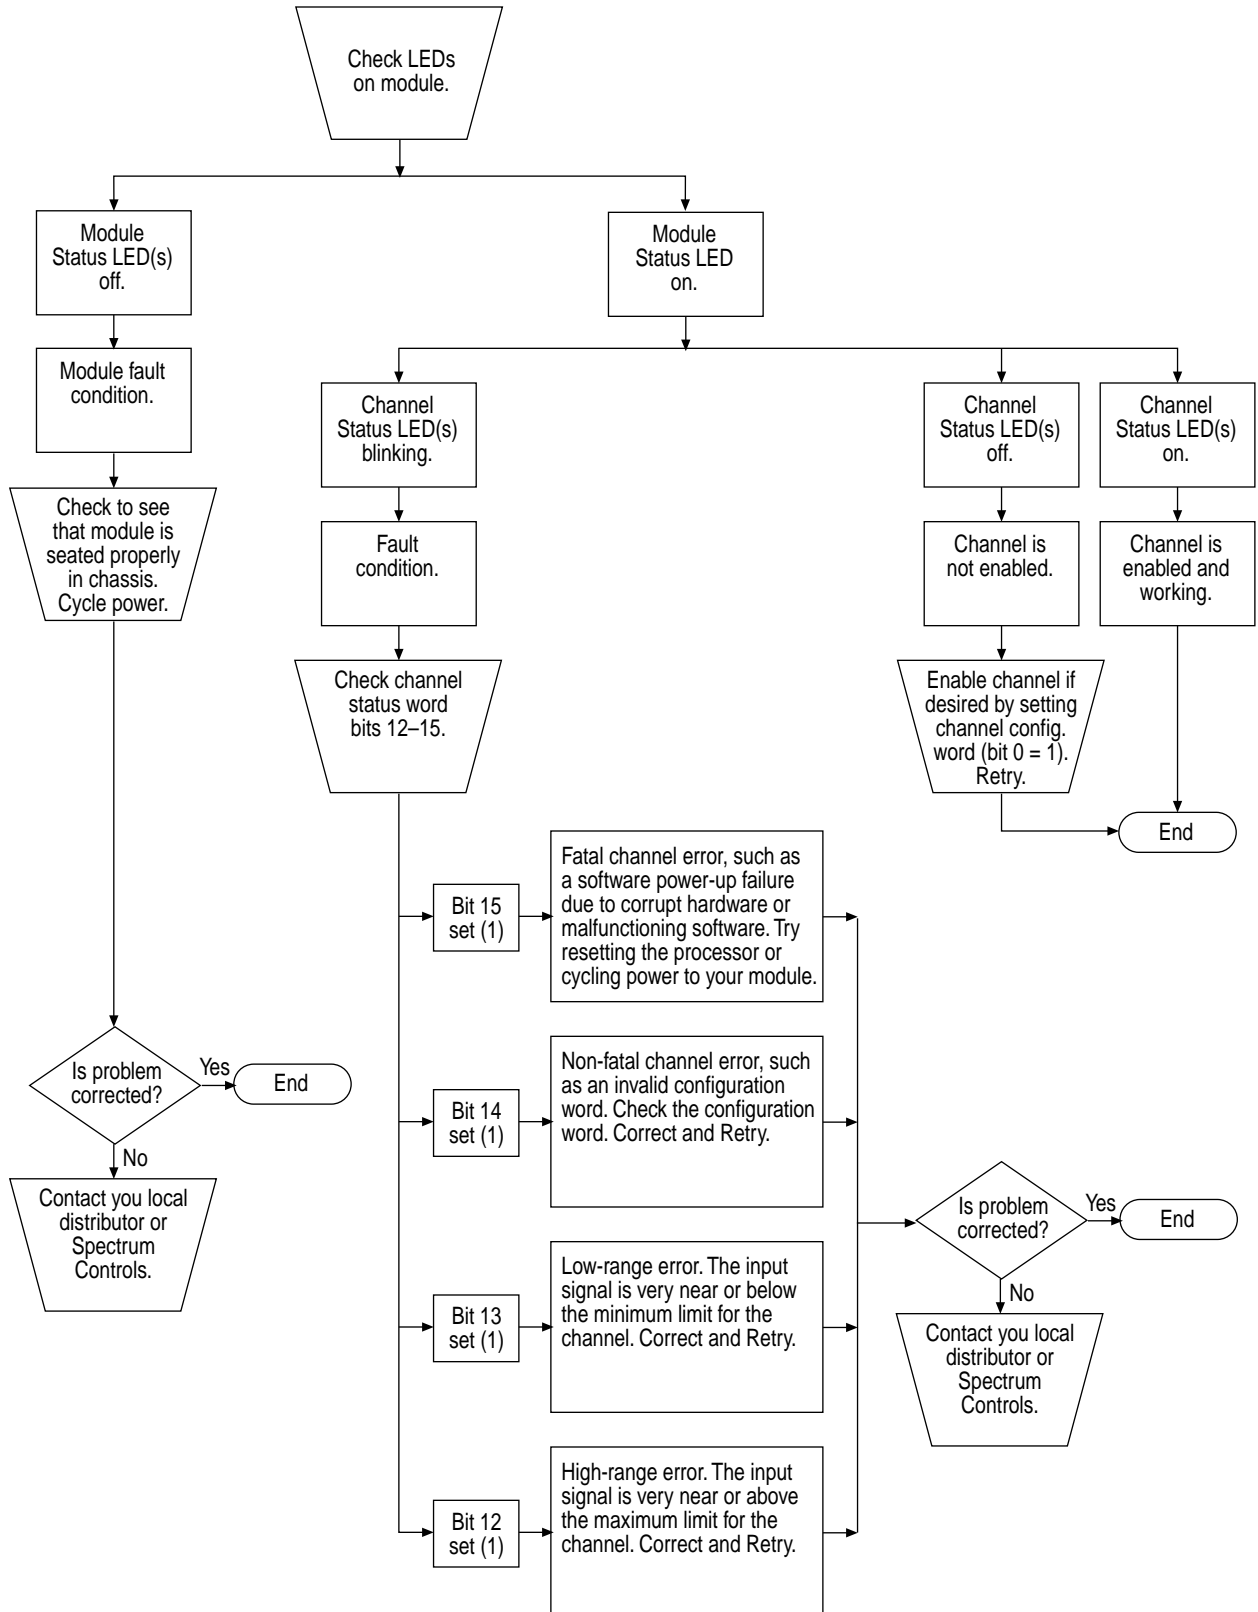 Check LEDs
on module.
Module
Status LED(s)
off.
Module
Status LED
on.
Module fault
condition.
Channel
Status LED(s)
blinking.
Channel
Status LED(s)
off.
Channel
Status LED(s)
on.
Check to see
that module is
seated properly
in chassis.
Cycle power.
Fault
condition.
Channel is
not enabled.
Channel is
enabled and
working.
Check channel
status word
bits 12–15.
Enable channel if
desired by setting
channel config.
word (bit 0 = 1).
Retry.
End
Bit 15
set (1)
Fatal channel error, such as
a software power-up failure
due to corrupt hardware or
malfunctioning software. Try
resetting the processor or
cycling power to your module.
Is problem
corrected?
Yes
End
No
Contact you local
distributor or
Spectrum
Controls.
Bit 14
set (1)
Non-fatal channel error, such
as an invalid configuration
word. Check the configuration
word. Correct and Retry.
Bit 13
set (1)
Low-range error. The input
signal is very near or below
the minimum limit for the
channel. Correct and Retry.
Bit 12
set (1)
High-range error. The input
signal is very near or above
the maximum limit for the
channel. Correct and Retry.
Is problem
corrected?
Yes
End
No
Contact you local
distributor or
Spectrum
Controls.